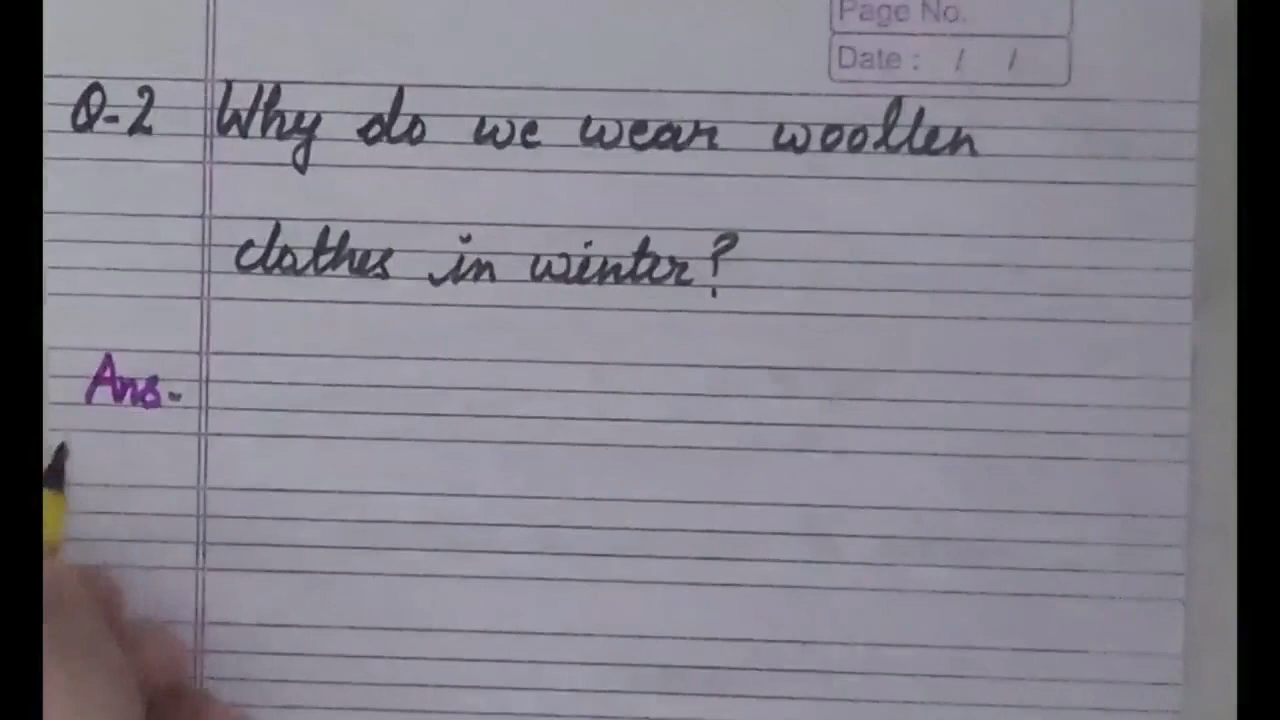 Page No.
Date : / /
Q-2 Why do we wear woollen
clothes in winter?
Ans.-